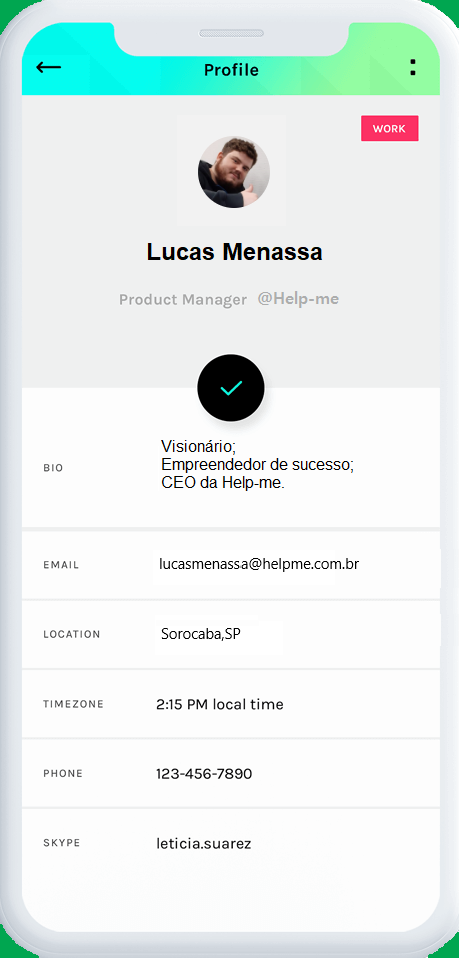 Profile
WORK
Lucas Menassa
Product Manager @Help-me
BIO
Visionário;
Empreendedor de sucesso;
CEO da Help-me.
EMAIL lucasmenassa@helpme.com.br
LOCATION Sorocaba,SP
TIMEZONE 2:15 PM local time
PHONE 123-456-7890
SKYPE leticia.suarez